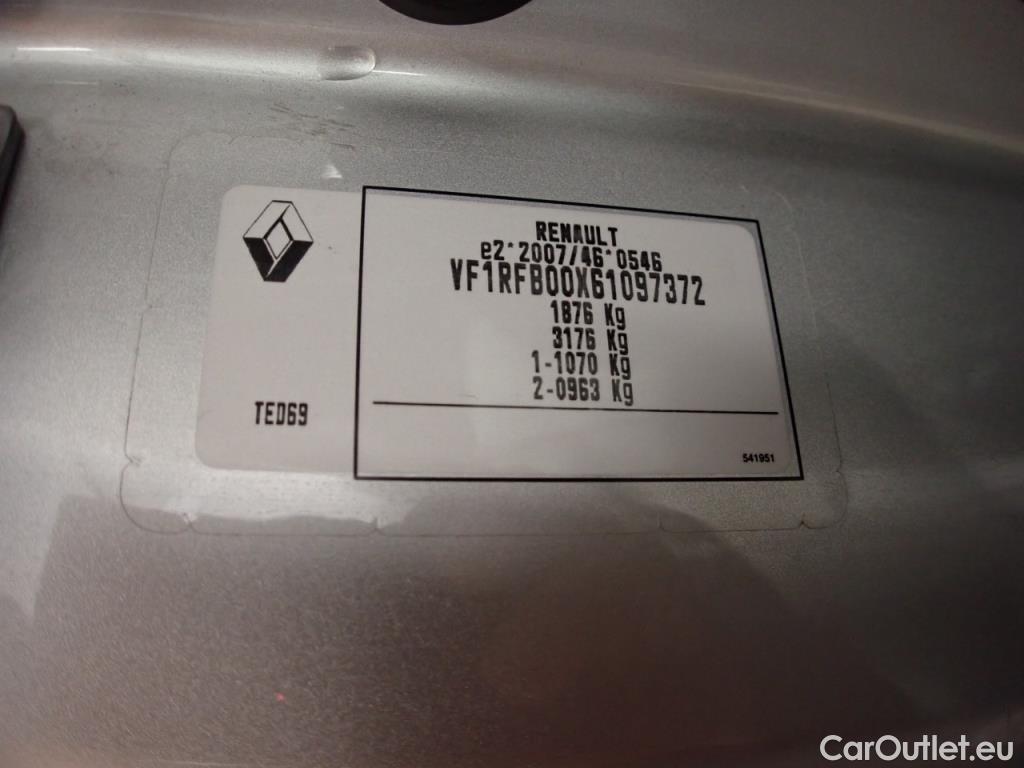 RENAULT
e2*2007/46*0546
VF1RFB00X61097372
1876 Kg
3176 Kg
1-1070 Kg
2-0963 Kg
TED69
541951
CarOutlet.eu